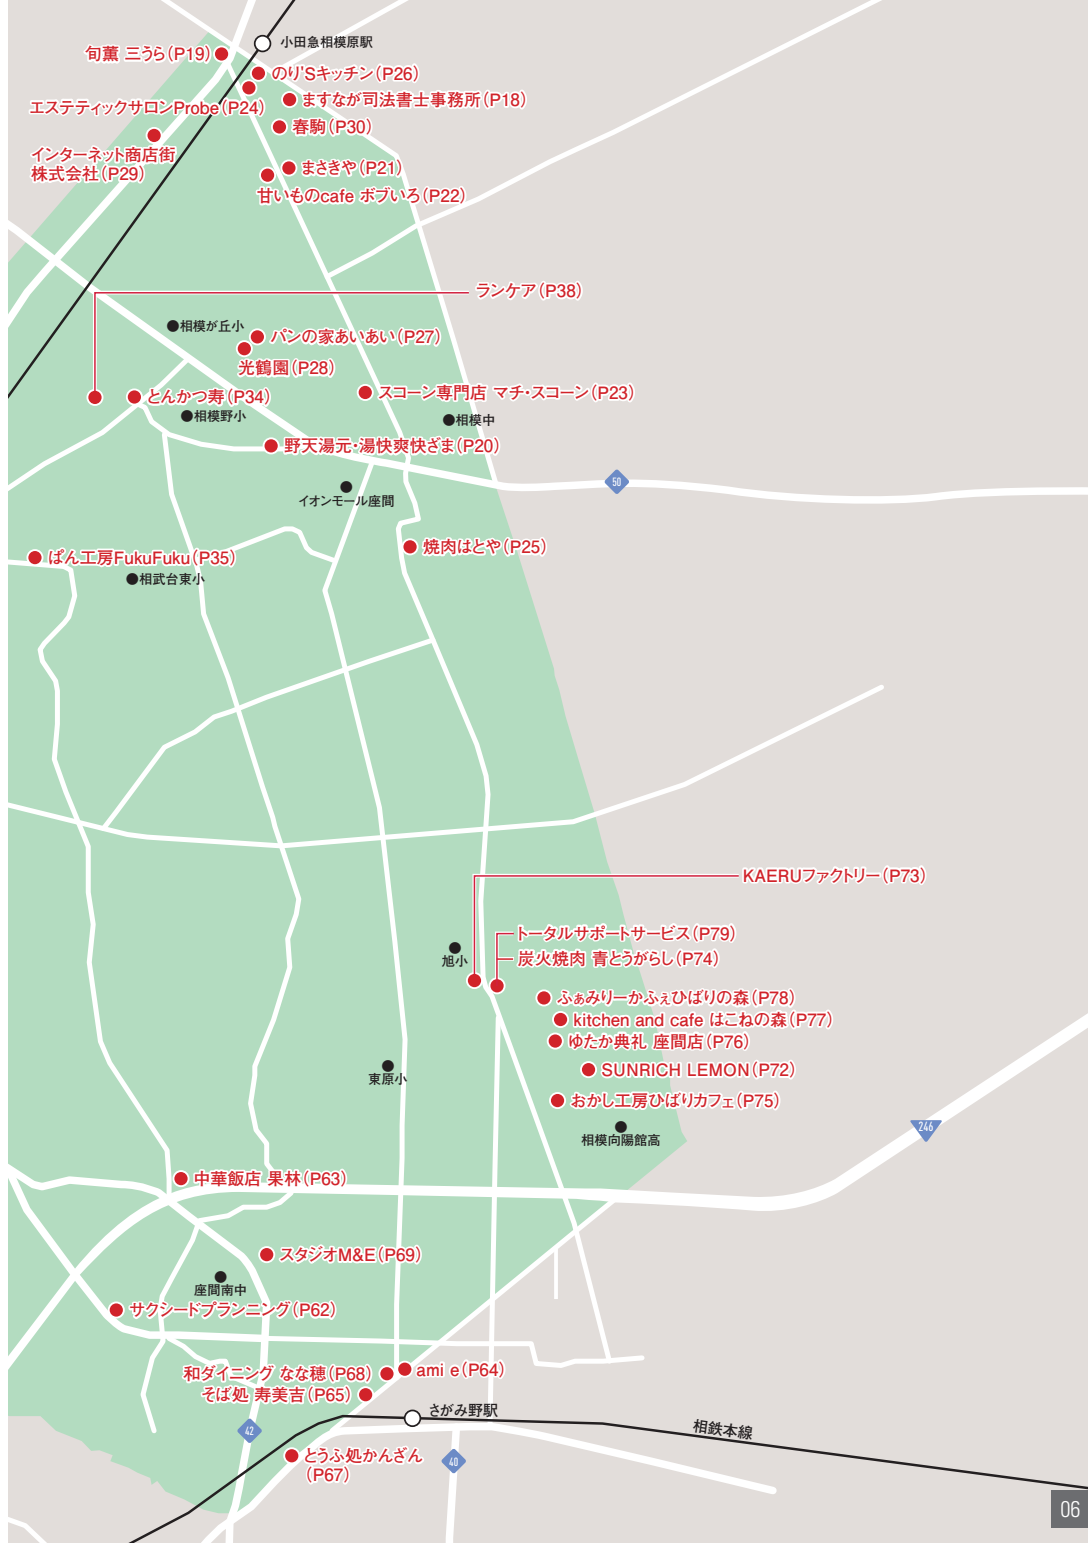 小田急相模原駅
旬薫 三うら(P19)
のり'Sキッチン(P26)
エステティックサロンProbe(P24)
ますなが司法書士事務所(P18)
春駒(P30)
インターネット商店街
株式会社(P29)
まさきや(P21)
甘いものcafe ボブいろ(P22)
ランケア(P38)
相模が丘小
パンの家あいあい(P27)
光鶴園(P28)
とんかつ寿(P34)
スコーン専門店 マチ・スコーン(P23)
相模野小
相模中
野天湯元・湯快爽快ざま(P20)
50
イオンモール座間
焼肉はとや(P25)
ぱん工房FukuFuku(P35)
相武台東小
KAERUファクトリー(P73)
トータルサポートサービス(P79)
炭火焼肉 青とうがらし(P74)
旭小
ふぁみりーかふぇひばりの森(P78)
kitchen and cafe はこねの森(P77)
ゆたか典礼 座間店(P76)
SUNRICH LEMON(P72)
東原小
おかし工房ひばりカフェ(P75)
相模向陽館高
246
中華飯店 果林(P63)
スタジオM&E(P69)
座間南中
サクシードプランニング(P62)
和ダイニング なな穂(P68)
ami e(P64)
そば処 寿美吉(P65)
さがみ野駅
相鉄本線
42
とうふ処かんざん
(P67)
40
06